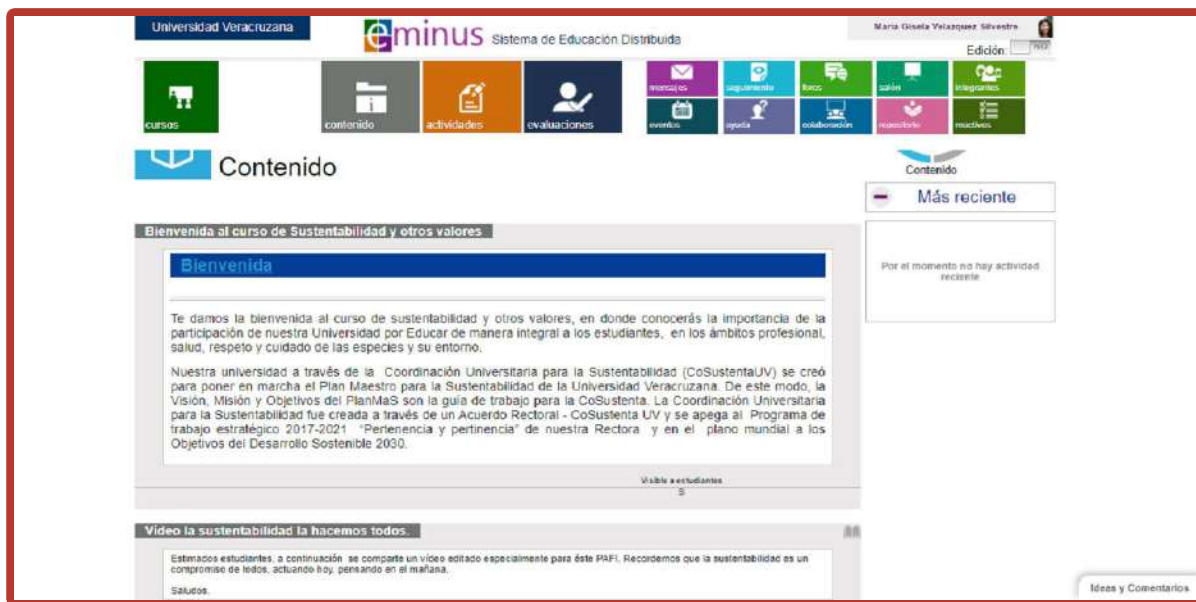 Universidad Veracruzana
eminus Sistema de Educación Distribuida
Maria Gisela Velazquez Silvestre
Edición:
cursos
contenido
actividades
evaluaciones
mensajes
seguimiento
foros
salón
integrantes
eventos
ayuda
colaboración
repositorio
reactivos
Contenido
Contenido
Más reciente
Por el momento no hay actividad
reciente
Bienvenida al curso de Sustentabilidad y otros valores
Bienvenida
Te damos la bienvenida al curso de sustentabilidad y otros valores, en donde conocerás la importancia de la
participación de nuestra Universidad por Educar de manera integral a los estudiantes, en los ámbitos profesional,
salud, respeto y cuidado de las especies y su entorno.
Nuestra universidad a través de la Coordinación Universitaria para la Sustentabilidad (CoSustentaUV) se creó
para poner en marcha el Plan Maestro para la Sustentabilidad de la Universidad Veracruzana. De este modo, la
Visión, Misión y Objetivos del PlanMaS son la guía de trabajo para la CoSustenta. La Coordinación Universitaria
para la Sustentabilidad fue creada a través de un Acuerdo Rectoral - CoSustenta UV y se apega al Programa de
trabajo estratégico 2017-2021 "Pertenencia y pertinencia" de nuestra Rectora y en el plano mundial a los
Objetivos del Desarrollo Sostenible 2030.
Visible a estudiantes
S
Vídeo la sustentabilidad la hacemos todos.
Estimados estudiantes, a continuación se comparte un vídeo editado especialmente para éste PAFI. Recordemos que la sustentabilidad es un
compromiso de todos, actuando hoy, pensando en el mañana.
Saludos.
Ideas y Comentarios